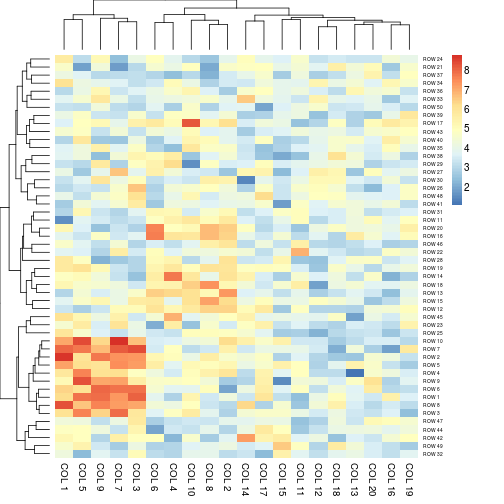 ROW 24
ROW 21
ROW 37
ROW 34
ROW 36
ROW 33
ROW 50
ROW 39
ROW 17
ROW 43
ROW 40
ROW 35
ROW 38
ROW 29
ROW 27
ROW 30
ROW 26
ROW 48
ROW 41
ROW 31
ROW 11
ROW 20
ROW 16
ROW 46
ROW 22
ROW 28
ROW 19
ROW 14
ROW 18
ROW 13
ROW 15
ROW 12
ROW 45
ROW 23
ROW 25
ROW 10
ROW 7
ROW 2
ROW 5
ROW 4
ROW 9
ROW 6
ROW 1
ROW 8
ROW 3
ROW 47
ROW 44
ROW 42
ROW 49
ROW 32
8
7
6
5
4
3
2
COL 1
COL 5
COL 9
COL 7
COL 3
COL 6
COL 4
COL 10
COL 8
COL 2
COL 14
COL 17
COL 15
COL 11
COL 12
COL 18
COL 13
COL 20
COL 16
COL 19